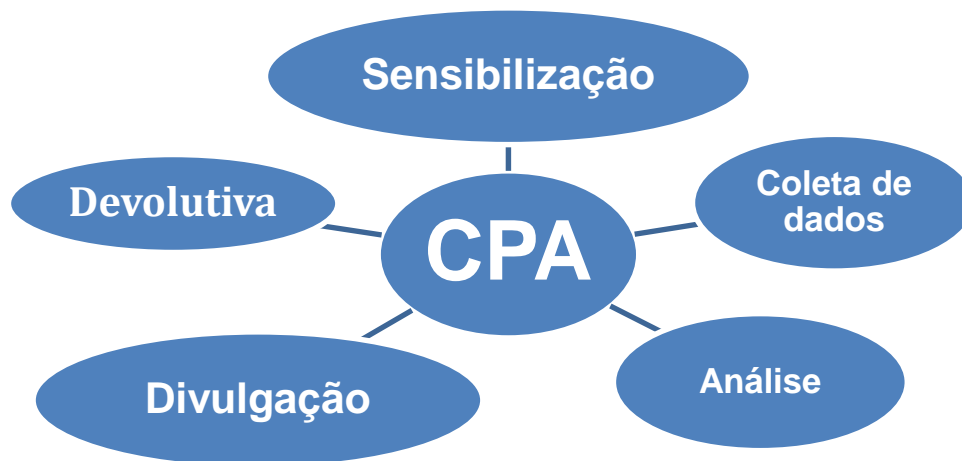 Sensibilização
Coleta de
dados
Devolutiva
CPA
Análise
Divulgação